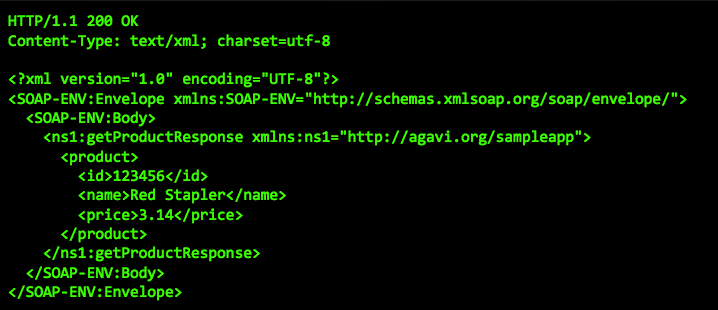 HTTP/1.1 200 OK
Content-Type: text/xml; charset=utf-8

<?xml version="1.0" encoding="UTF-8"?>
<SOAP-ENV:Envelope xmlns:SOAP-ENV="http://schemas.xmlsoap.org/soap/envelope/">
  <SOAP-ENV:Body>
    <ns1:getProductResponse xmlns:ns1="http://agavi.org/sampleapp">
      <product>
        <id>123456</id>
        <name>Red Stapler</name>
        <price>3.14</price>
      </product>
    </ns1:getProductResponse>
  </SOAP-ENV:Body>
</SOAP-ENV:Envelope>